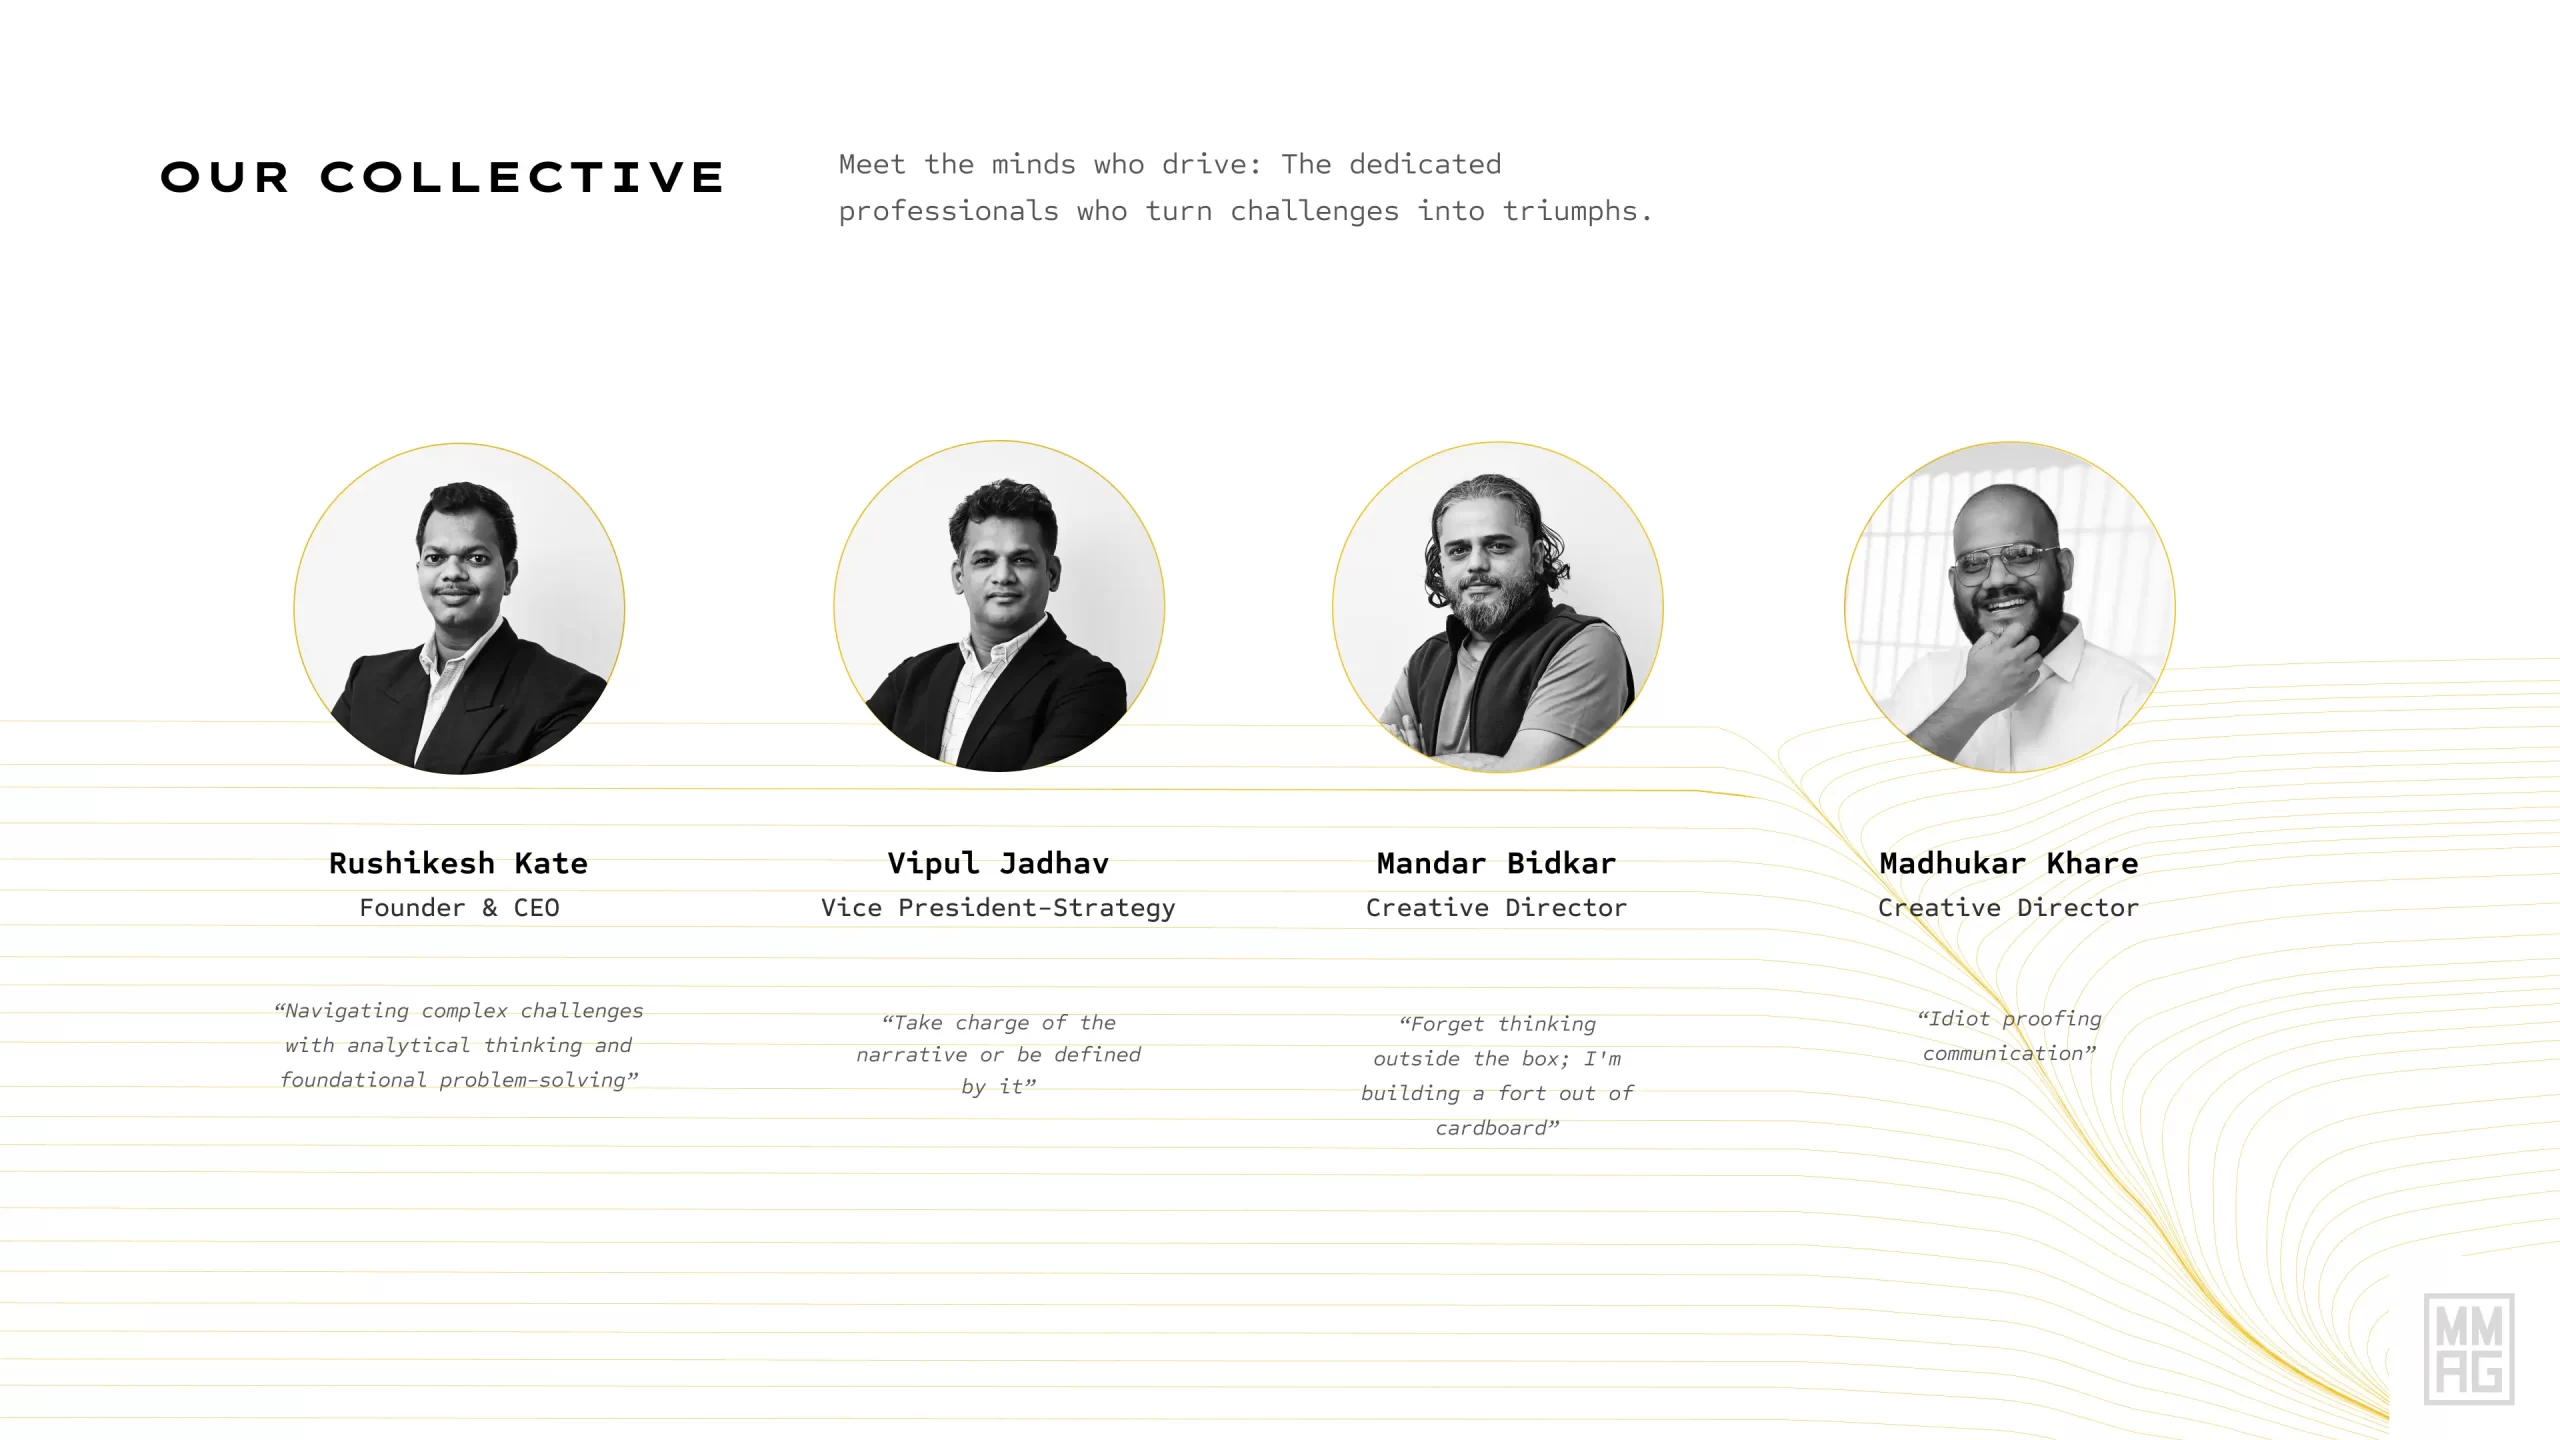 OUR COLLECTIVE
Meet the minds who drive: The dedicated
professionals who turn challenges into triumphs.
Rushikesh Kate
Founder & CEO
“Navigating complex challenges
with analytical thinking and
foundational problem-solving”
Vipul Jadhav
Vice President-Strategy
“Take charge of the
narrative or be defined
by it”
Mandar Bidkar
Creative Director
“Forget thinking
outside the box; I'm
building a fort out of
cardboard”
Madhukar Khare
Creative Director
“Idiot proofing
communication”
MM
AG